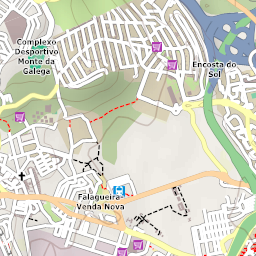 Complexo
Desportivo
Monte da
Galega
Encosta do
Sol
Falagueira-
Venda Nova